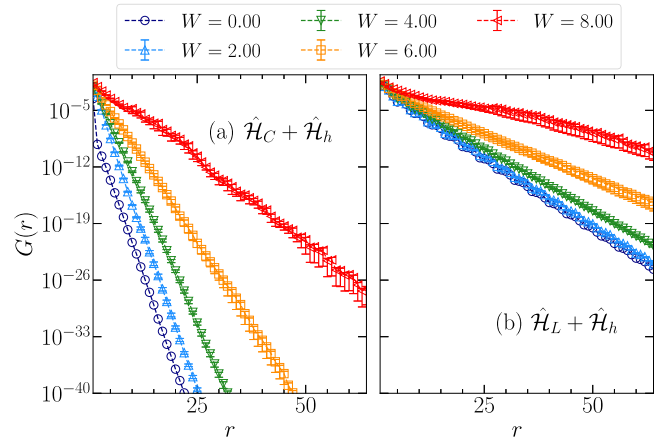 W = 0.00 W = 4.00 W = 8.00
W = 2.00 W = 6.00
G(r)
10⁻⁵
10⁻¹²
10⁻¹⁹
10⁻²⁶
10⁻³³
10⁻⁴⁰
(a) Ĥ_C + Ĥ_h
25 50
r
(b) Ĥ_L + Ĥ_h
25 50
r